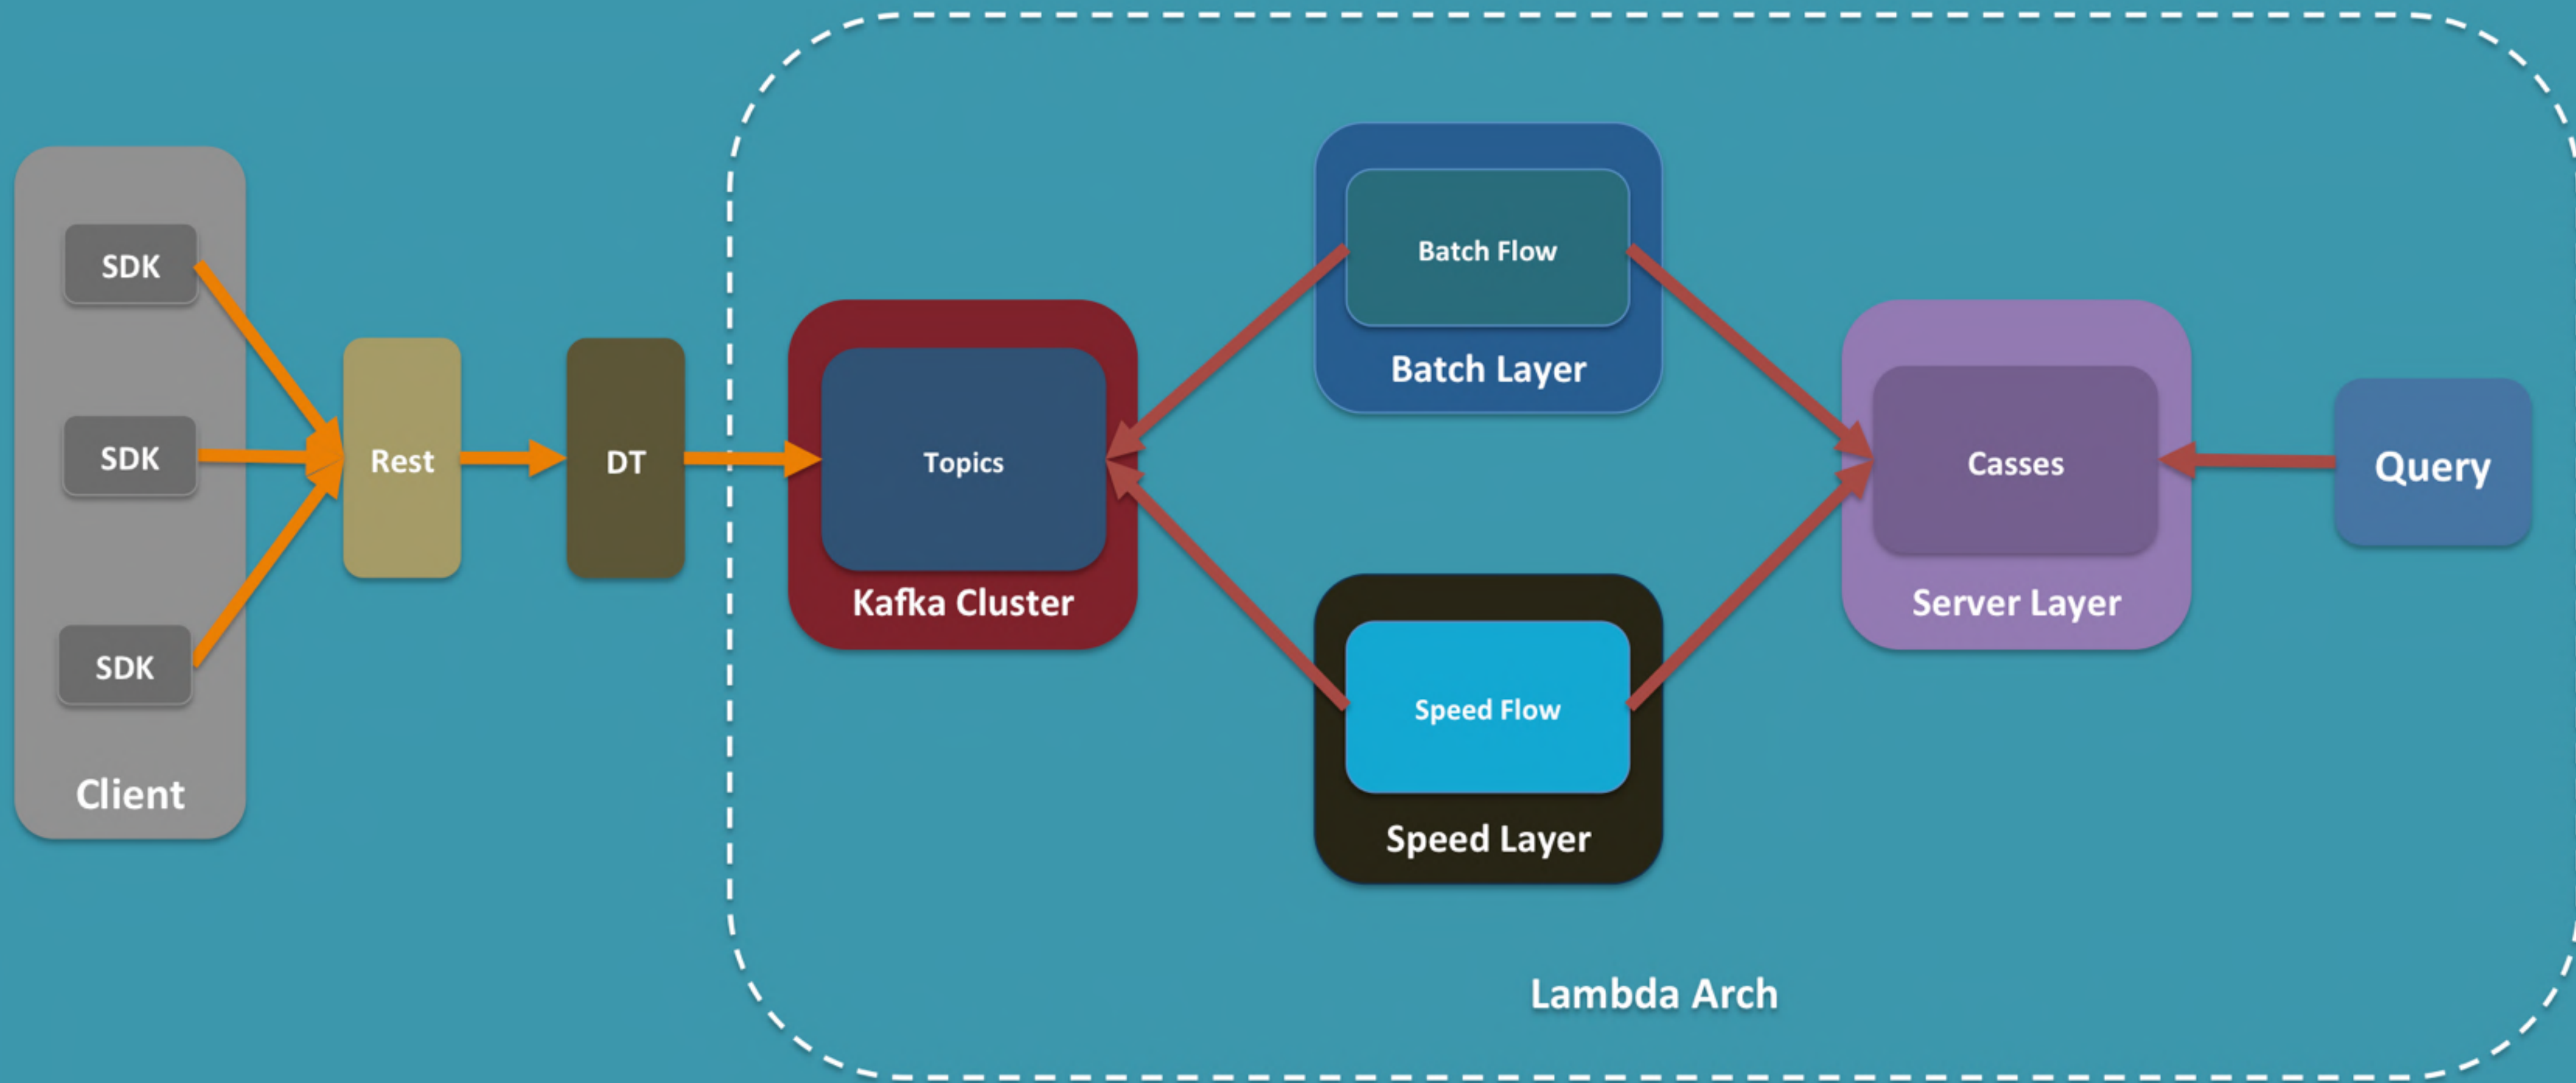 SDK
SDK
SDK
Client
Rest
DT
Topics
Kafka Cluster
Batch Flow
Batch Layer
Speed Flow
Speed Layer
Casses
Server Layer
Query
Lambda Arch